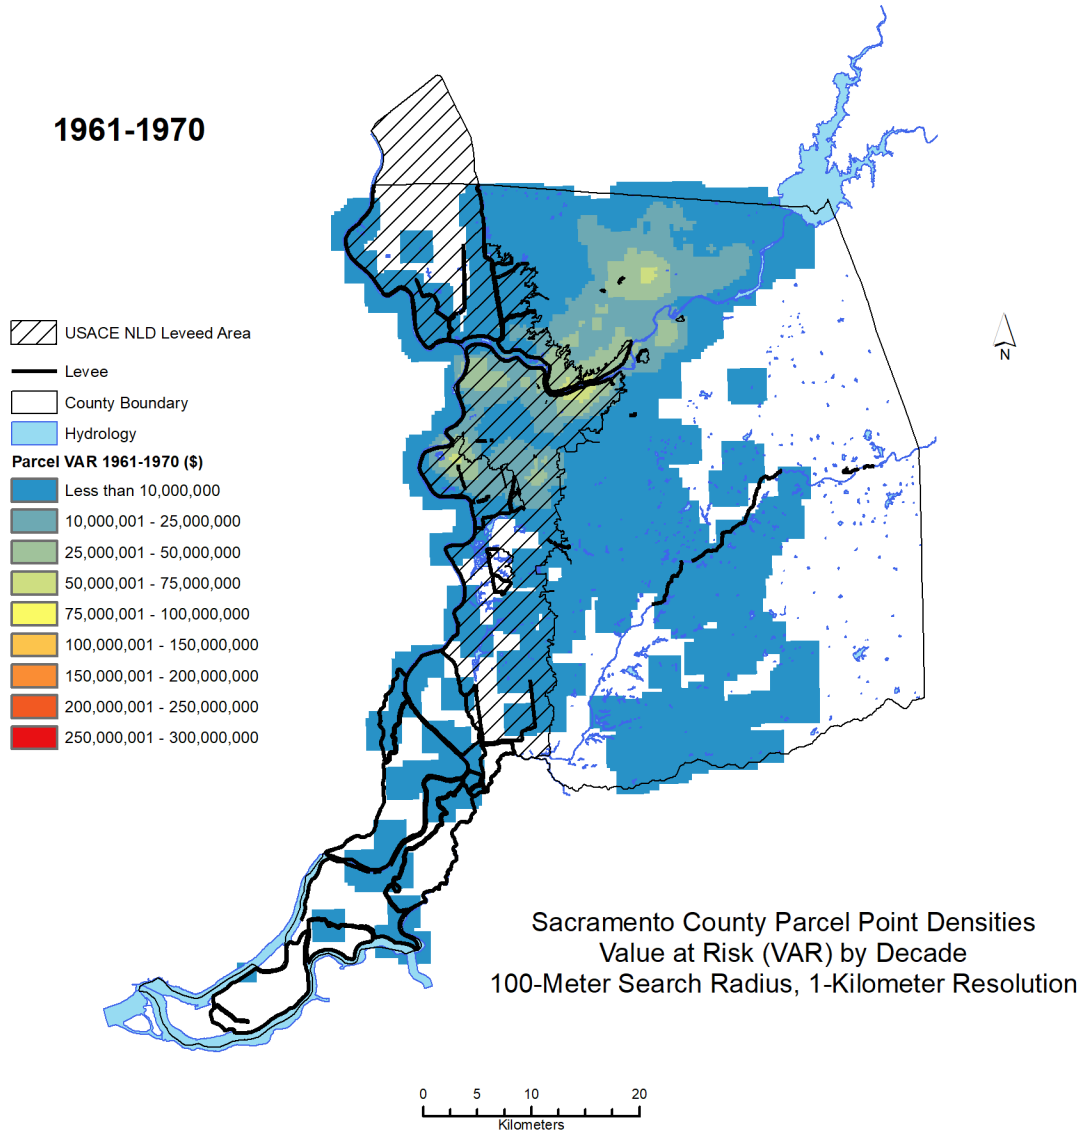 1961-1970
USACE NLD Leveed Area
Levee
County Boundary
Hydrology
Parcel VAR 1961-1970 ($)
Less than 10,000,000
10,000,001 - 25,000,000
25,000,001 - 50,000,000
50,000,001 - 75,000,000
75,000,001 - 100,000,000
100,000,001 - 150,000,000
150,000,001 - 200,000,000
200,000,001 - 250,000,000
250,000,001 - 300,000,000
N
Sacramento County Parcel Point Densities
Value at Risk (VAR) by Decade
100-Meter Search Radius, 1-Kilometer Resolution
0 5 10 20
Kilometers